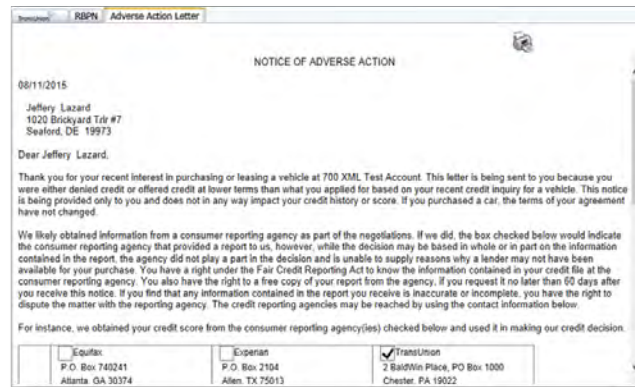 TransUnion RBPN Adverse Action Letter
NOTICE OF ADVERSE ACTION
08/11/2015
Jeffery Lazard
1020 Brickyard Trlr #7
Seaford, DE 19973
Dear Jeffery Lazard,
Thank you for your recent interest in purchasing or leasing a vehicle at 700 XML Test Account. This letter is being sent to you because you
were either denied credit or offered credit at lower terms than what you applied for based on your recent credit inquiry for a vehicle. This notice
is being provided only to you and does not in any way impact your credit history or score. If you purchased a car, the terms of your agreement
have not changed.
We likely obtained information from a consumer reporting agency as part of the negotiations. If we did, the box checked below would indicate
the consumer reporting agency that provided a report to us, however, while the decision may be based in whole or in part on the information
contained in the report, the agency did not play a part in the decision and is unable to supply reasons why a lender may not have been
available for your purchase. You have a right under the Fair Credit Reporting Act to know the information contained in your credit file at the
consumer reporting agency. You also have the right to a free copy of your report from the agency, if you request it no later than 60 days after
you receive this notice. If you find that any information contained in the report you receive is inaccurate or incomplete, you have the right to
dispute the matter with the reporting agency. The credit reporting agencies may be reached by using the contact information below.
For instance, we obtained your credit score from the consumer reporting agency(ies) checked below and used it in making our credit decision.
Equifax Experian TransUnion
P.O. Box 740241 P.O. Box 2104 2 BaldWin Place, PO Box 1000
Atlanta, GA 30374 Allen, TX 75013 Chester, PA 19022